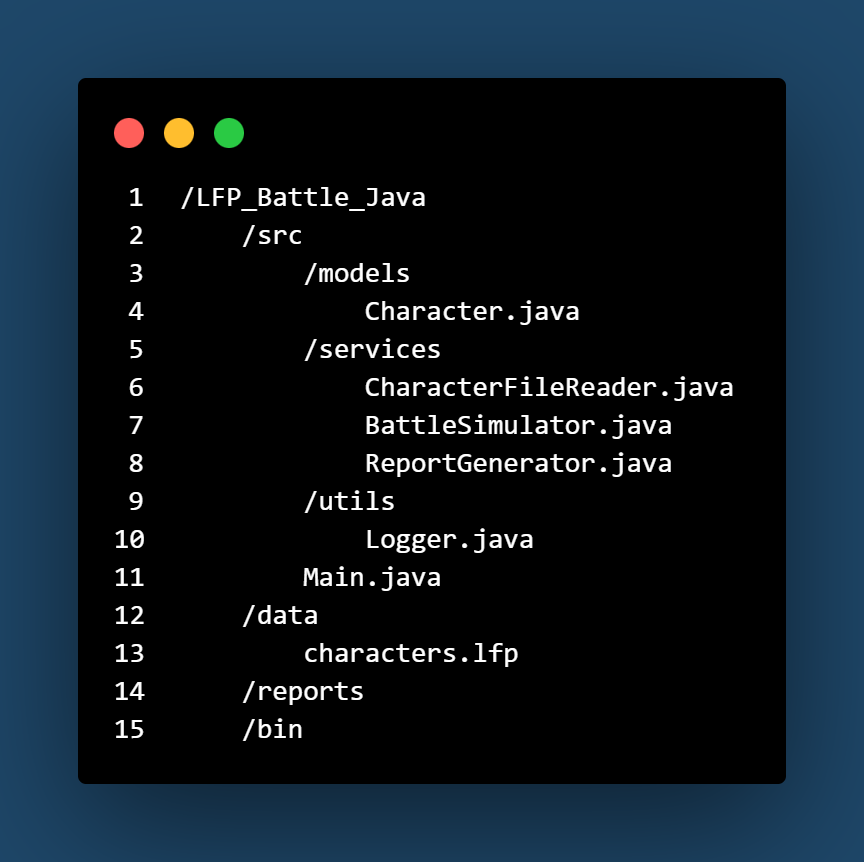 1 /LFP_Battle_Java
2     /src
3         /models
4             Character.java
5         /services
6             CharacterFileReader.java
7             BattleSimulator.java
8             ReportGenerator.java
9         /utils
10             Logger.java
11         Main.java
12     /data
13         characters.lfp
14     /reports
15     /bin